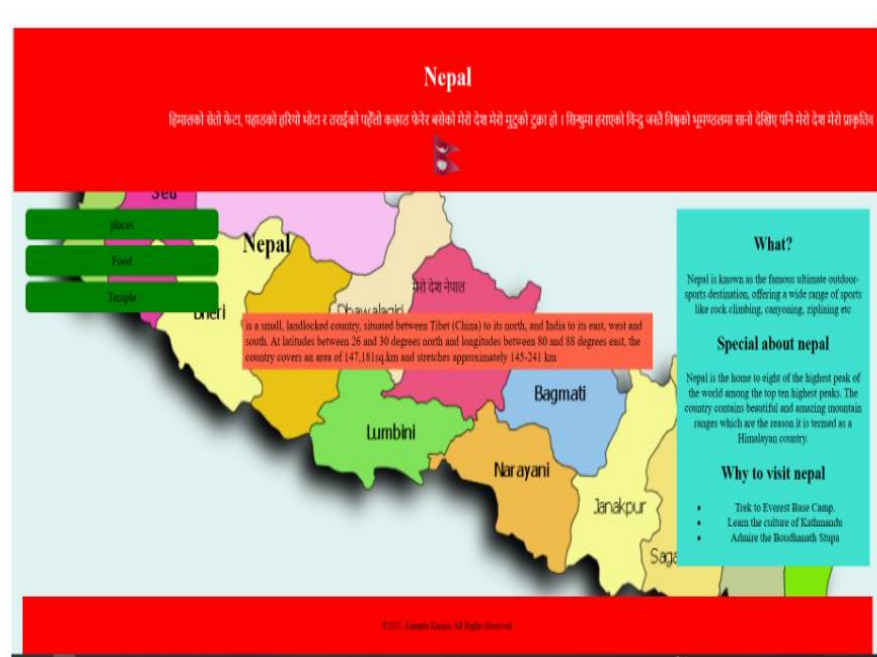 Nepal
हिमालको सेतो फेटा, पहाडको हरियो भोटा र तराईको पहेँलो कछाड फेरेर बसेको मेरो देश मेरो मुटुको टुक्रा हो । सिन्धुमा हराएको विन्दु जस्तै विश्वको भूमण्डलमा सानो देखिए पनि मेरो देश मेरो प्राकृतिक
places
Food
Temple
Nepal
मेरो देश नेपाल
Dhawalagiri
Bheri
is a small, landlocked country, situated between Tibet (China) to its north, and India to its east, west and
south. At latitudes between 26 and 30 degrees north and longitudes between 80 and 88 degrees east, the
country covers an area of 147,181sq.km and stretches approximately 145-241 km
Bagmati
Lumbini
Narayani
Janakpur
Saga
What?
Nepal is known as the famous ultimate outdoor-
sports destination, offering a wide range of sports
like rock climbing, canyoning, ziplining etc
Special about nepal
Nepal is the home to eight of the highest peak of
the world among the top ten highest peaks. The
country contains beautiful and amazing mountain
ranges which are the reason it is termed as a
Himalayan country.
Why to visit nepal
• Trek to Everest Base Camp.
• Learn the culture of Kathmandu
• Admire the Boudhanath Stupa
©2021, All Rights Reserved.